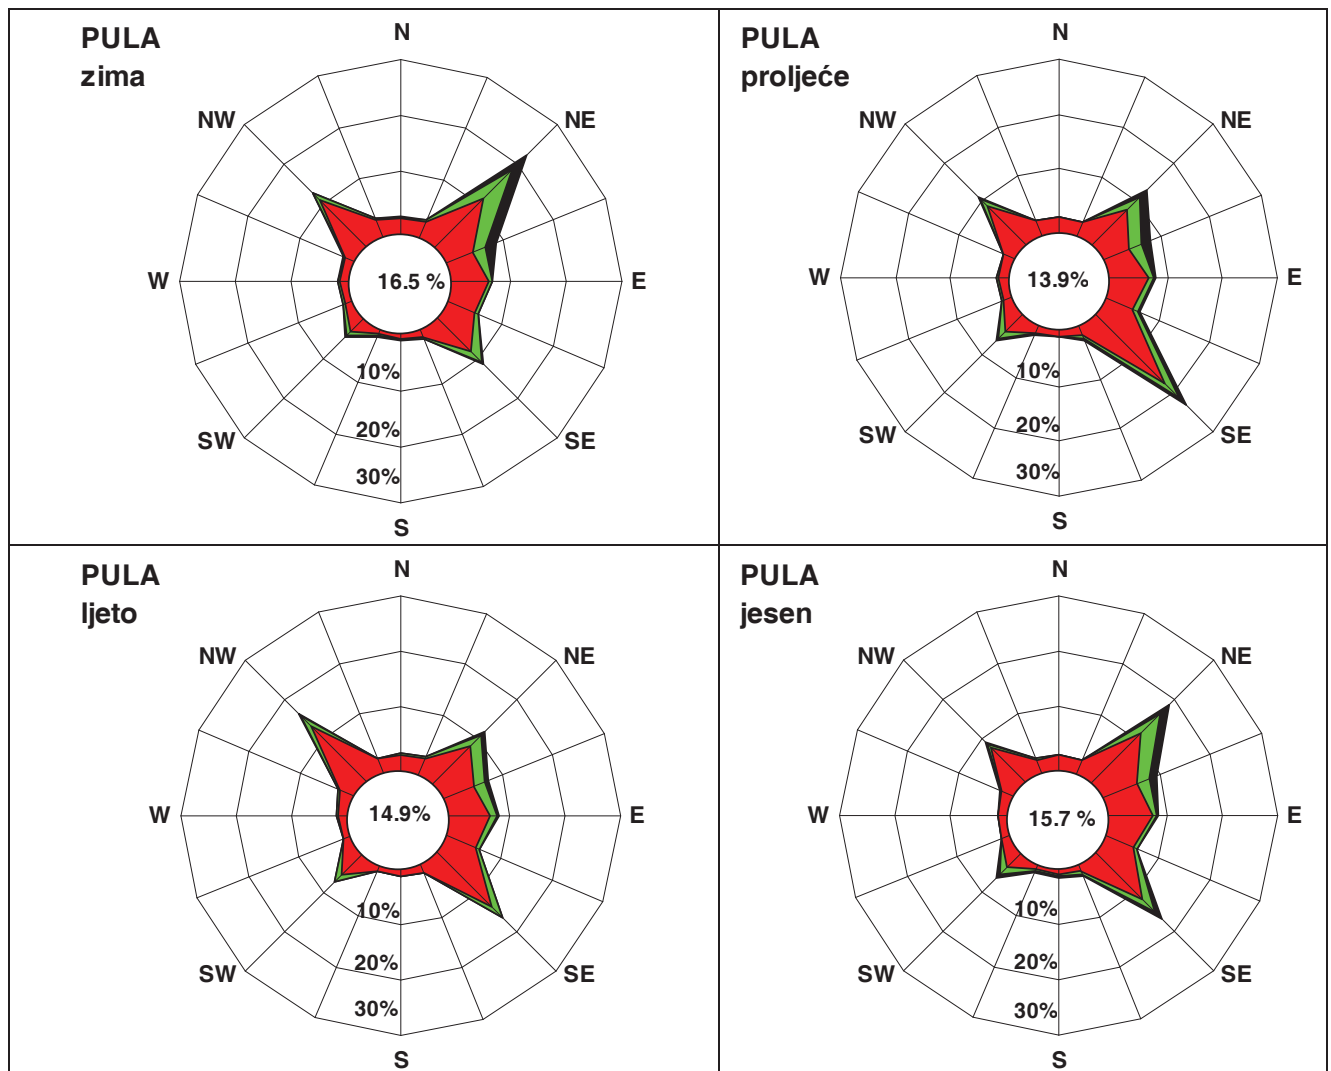 PULA
zima
N
NW
NE
W
16.5 %
E
10%
SW
20%
SE
30%
S
PULA
proljeće
N
NW
NE
W
13.9%
E
10%
SW
20%
SE
30%
S
PULA
ljeto
N
NW
NE
W
14.9%
E
10%
SW
20%
SE
30%
S
PULA
jesen
N
NW
NE
W
15.7 %
E
10%
SW
20%
SE
30%
S